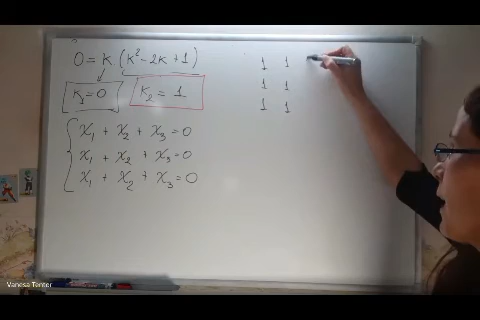 0 = K (K² - 2K + 1)
K₁ = 0 K₂ = 1
x₁ + x₂ + x₃ = 0
x₁ + x₂ + x₃ = 0
x₁ + x₂ + x₃ = 0
1 1
1 1
1 1
Vanesa Tenter